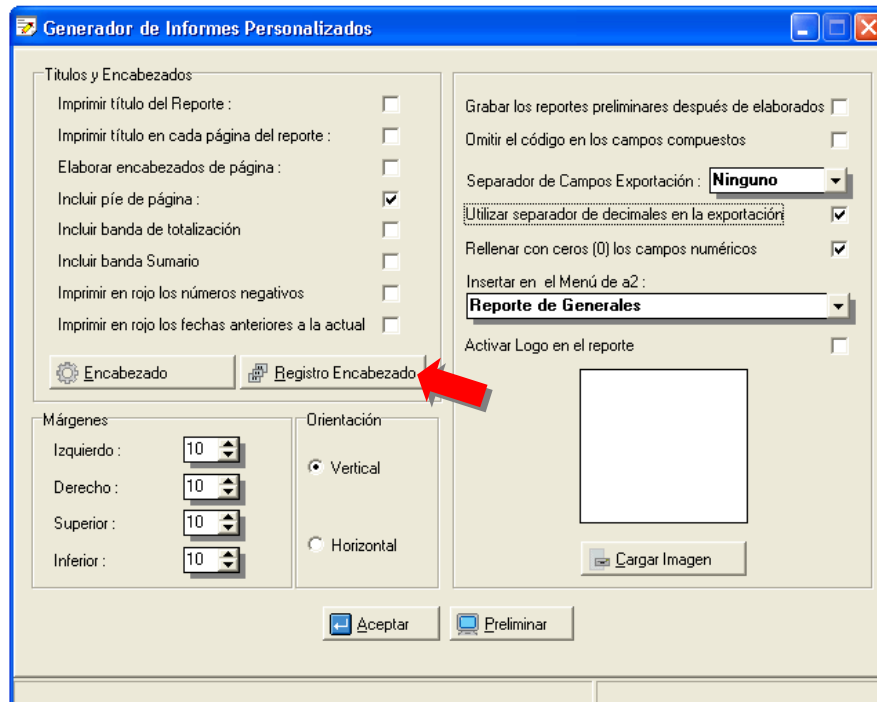 Generador de Informes Personalizados
Titulos y Encabezados
Imprimir título del Reporte :
Imprimir título en cada página del reporte :
Elaborar encabezados de página :
Incluir píe de página :
Incluir banda de totalización
Incluir banda Sumario
Imprimir en rojo los números negativos
Imprimir en rojo los fechas anteriores a la actual
Encabezado
Registro Encabezado
Márgenes
Izquierdo : 10
Derecho : 10
Superior : 10
Inferior : 10
Orientación
Vertical
Horizontal
Grabar los reportes preliminares después de elaborados
Omitir el código en los campos compuestos
Separador de Campos Exportación : Ninguno
Utilizar separador de decimales en la exportación
Rellenar con ceros (0) los campos numéricos
Insertar en el Menú de a2 :
Reporte de Generales
Activar Logo en el reporte
Cargar Imagen
Aceptar
Preliminar